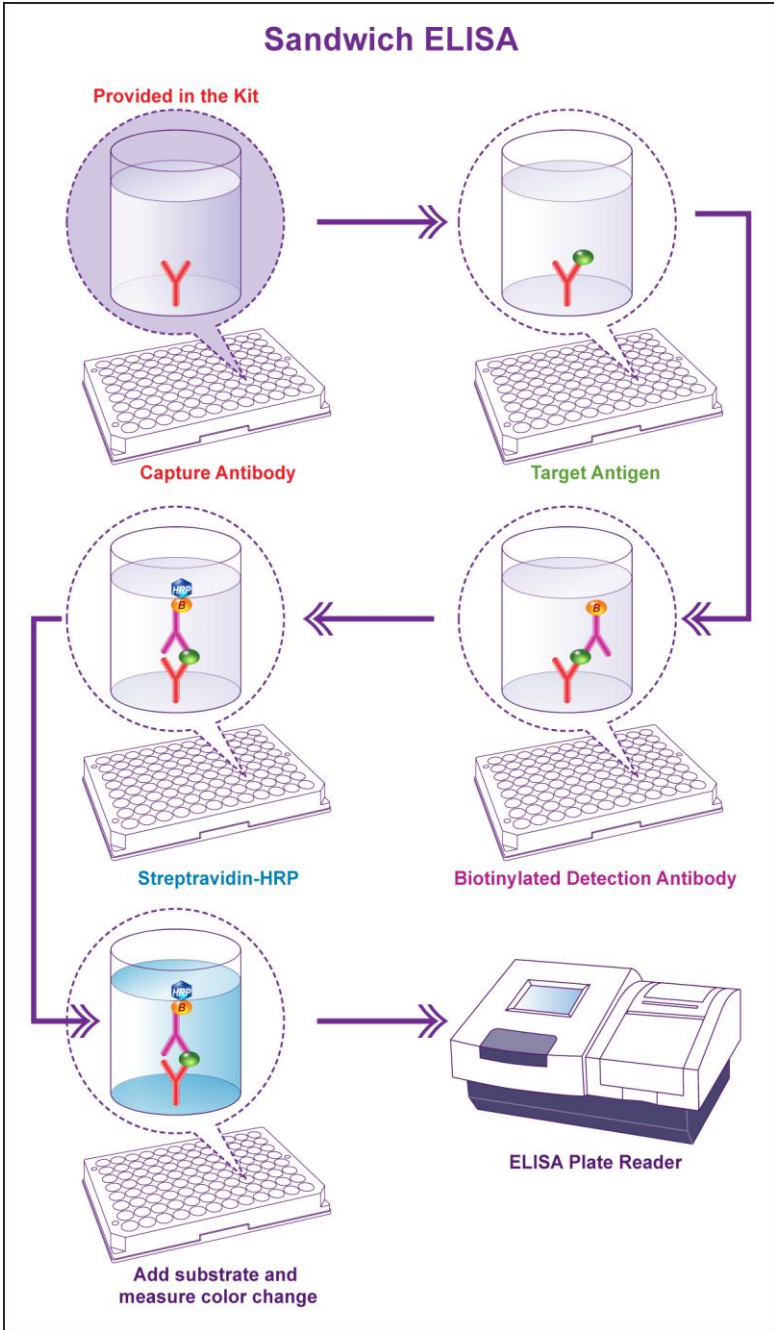 Sandwich ELISA
Provided in the Kit
Capture Antibody
Target Antigen
B
HRP
B
Biotinylated Detection Antibody
Streptravidin-HRP
HRP
B
Add substrate and
measure color change
ELISA Plate Reader